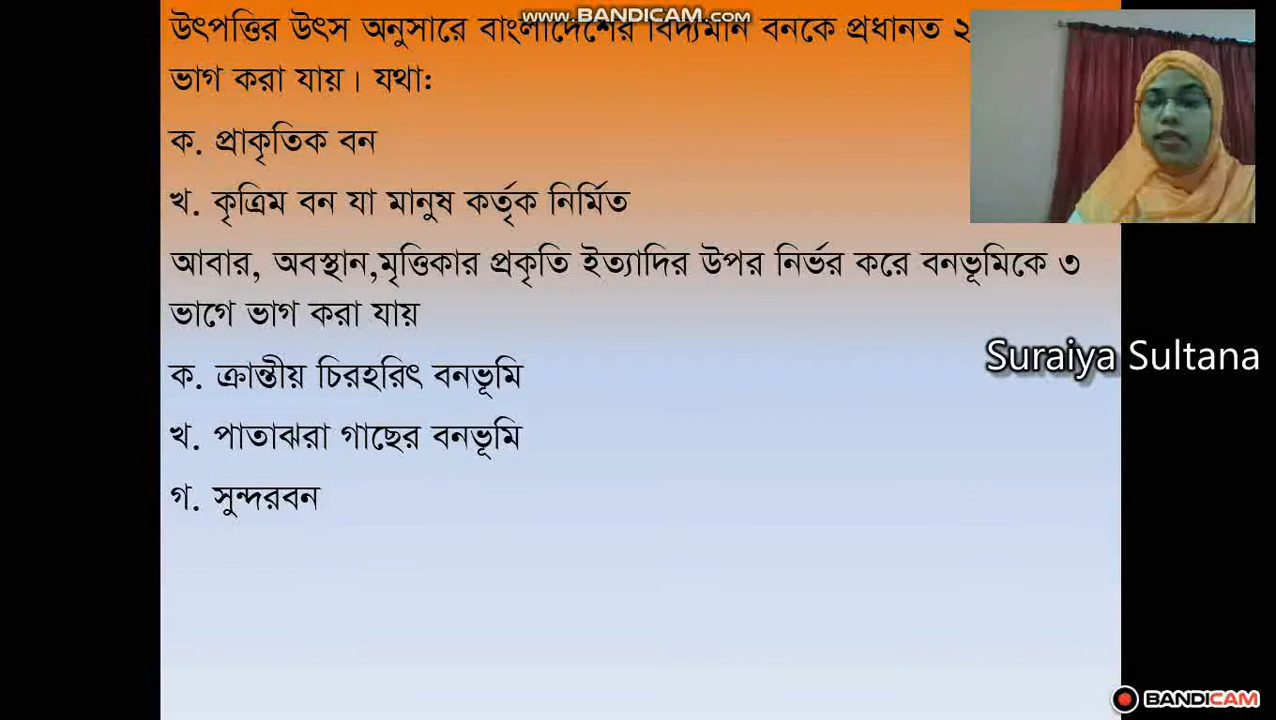 www.BANDICAM.com
উৎপত্তির উৎস অনুসারে বাংলাদেশের বিদ্যমান বনকে প্রধানত ২
ভাগ করা যায়। যথা:
ক. প্রাকৃতিক বন
খ. কৃত্রিম বন যা মানুষ কর্তৃক নির্মিত
আবার, অবস্থান,মৃত্তিকার প্রকৃতি ইত্যাদির উপর নির্ভর করে বনভূমিকে ৩
ভাগে ভাগ করা যায়
Suraiya Sultana
ক. ক্রান্তীয় চিরহরিৎ বনভূমি
খ. পাতাঝরা গাছের বনভূমি
গ. সুন্দরবন
BANDICAM